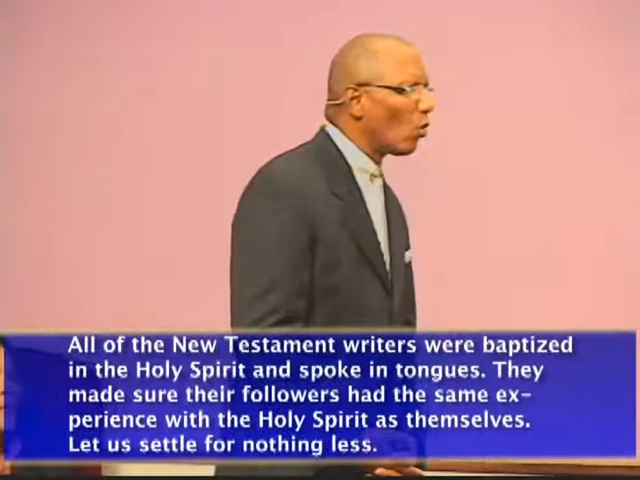 All of the New Testament writers were baptized
in the Holy Spirit and spoke in tongues. They
made sure their followers had the same ex-
perience with the Holy Spirit as themselves.
Let us settle for nothing less.